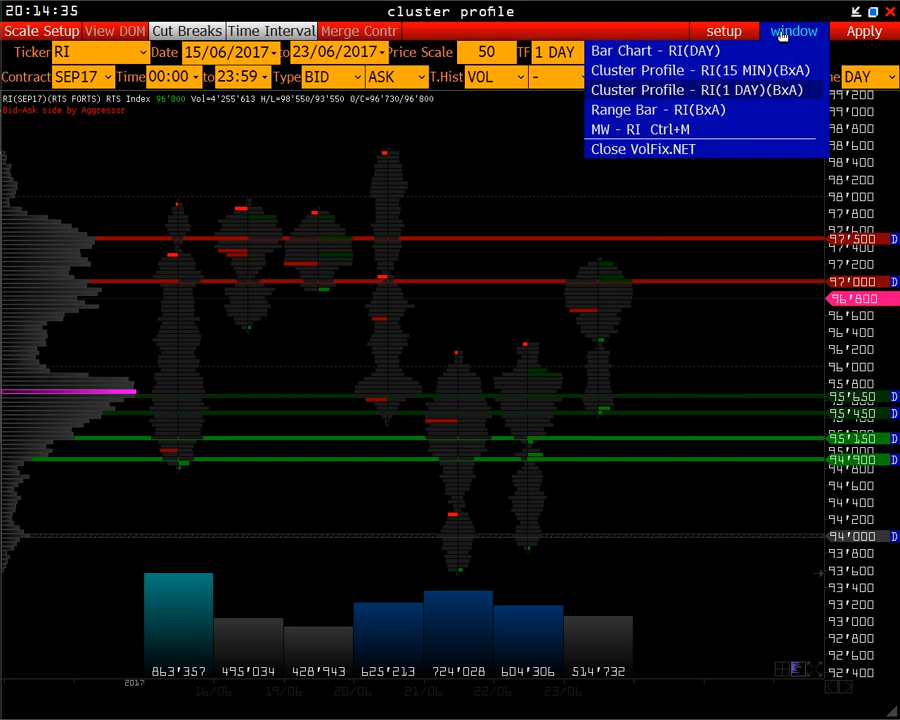 20:14:35 cluster profile
Scale Setup View DOM Cut Breaks Time Interval Merge Contr setup window Apply
Ticker RI Date 15/06/2017 to 23/06/2017 Price Scale 50 TF 1 DAY
Contract SEP17 Time 00:00 to 23:59 Type BID ASK T.Hist VOL - DAY
Bar Chart - RI(DAY)
Cluster Profile - RI(15 MIN)(BxA)
Cluster Profile - RI(1 DAY)(BxA)
Range Bar - RI(BxA)
MW - RI Ctrl+M
Close VolFix.NET
RI(SEP17)(RTS FORTS) RTS Index 96'800 Vol=4'255'613 H/L=98'550/93'550 O/C=96'730/96'800
Bid-Ask side by Aggressor
99'200
99'000
98'800
98'600
98'400
98'200
98'000
97'800
97'600
97'500 D
97'400
97'200
97'000 D
96'800
96'600
96'400
96'200
96'000
95'800
95'650 D
95'450 D
95'150 D
95'000
94'900 D
94'800
94'600
94'400
94'200
94'000 D
93'800
93'600
93'400
93'200
93'000
92'800
92'600
92'400
863'357 495'034 428'943 625'213 724'028 604'306 514'732
2017 16/06 19/06 20/06 21/06 22/06 23/06